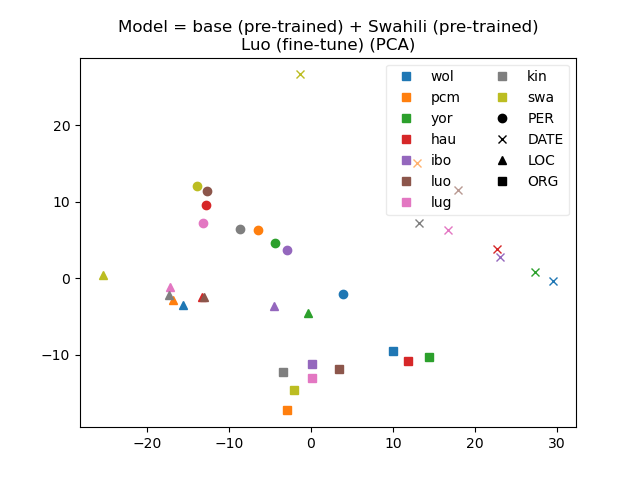 Model = base (pre-trained) + Swahili (pre-trained)
Luo (fine-tune) (PCA)
wol
pcm
yor
hau
ibo
luo
lug
kin
swa
PER
DATE
LOC
ORG
20
10
0
−10
−20
−10
0
10
20
30